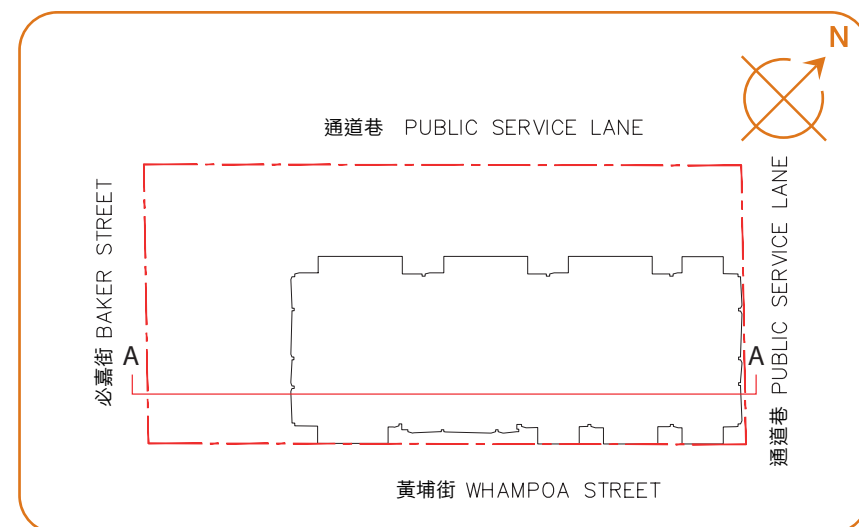 N
通道巷 PUBLIC SERVICE LANE
必嘉街 BAKER STREET
通道巷 PUBLIC SERVICE LANE
A
A
黃埔街 WHAMPOA STREET